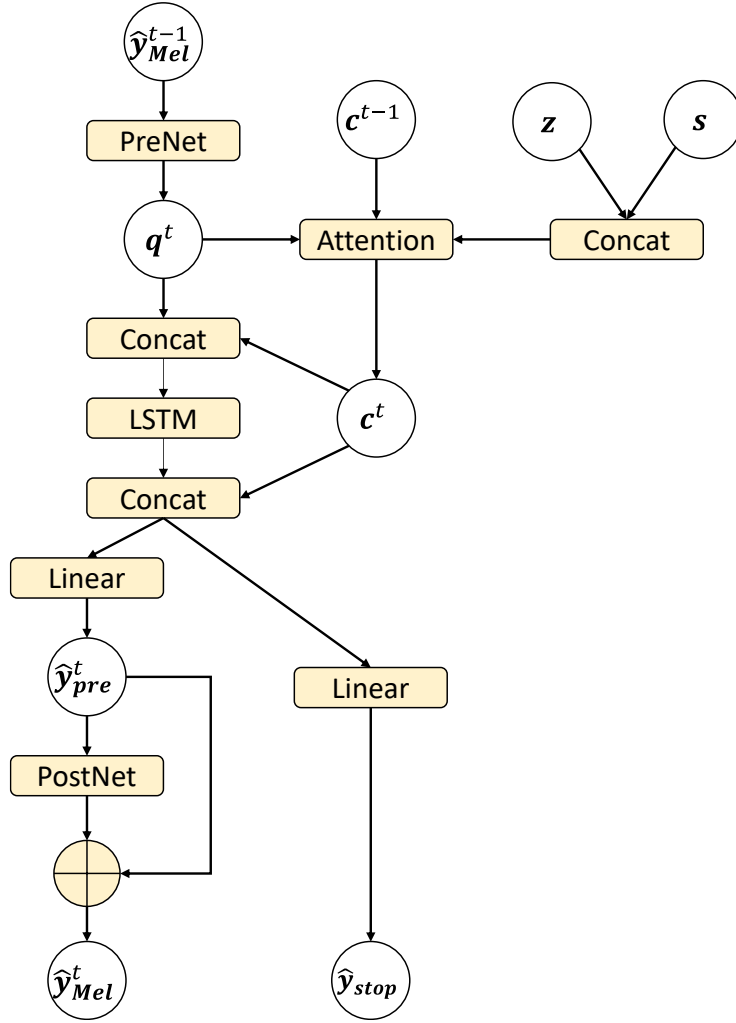 ŷ^{t-1}_{Mel}
c^{t-1}
z
s
PreNet
q^t
Attention
Concat
Concat
LSTM
c^t
Concat
Linear
ŷ^t_{pre}
Linear
PostNet
ŷ^t_{Mel}
ŷ_{stop}